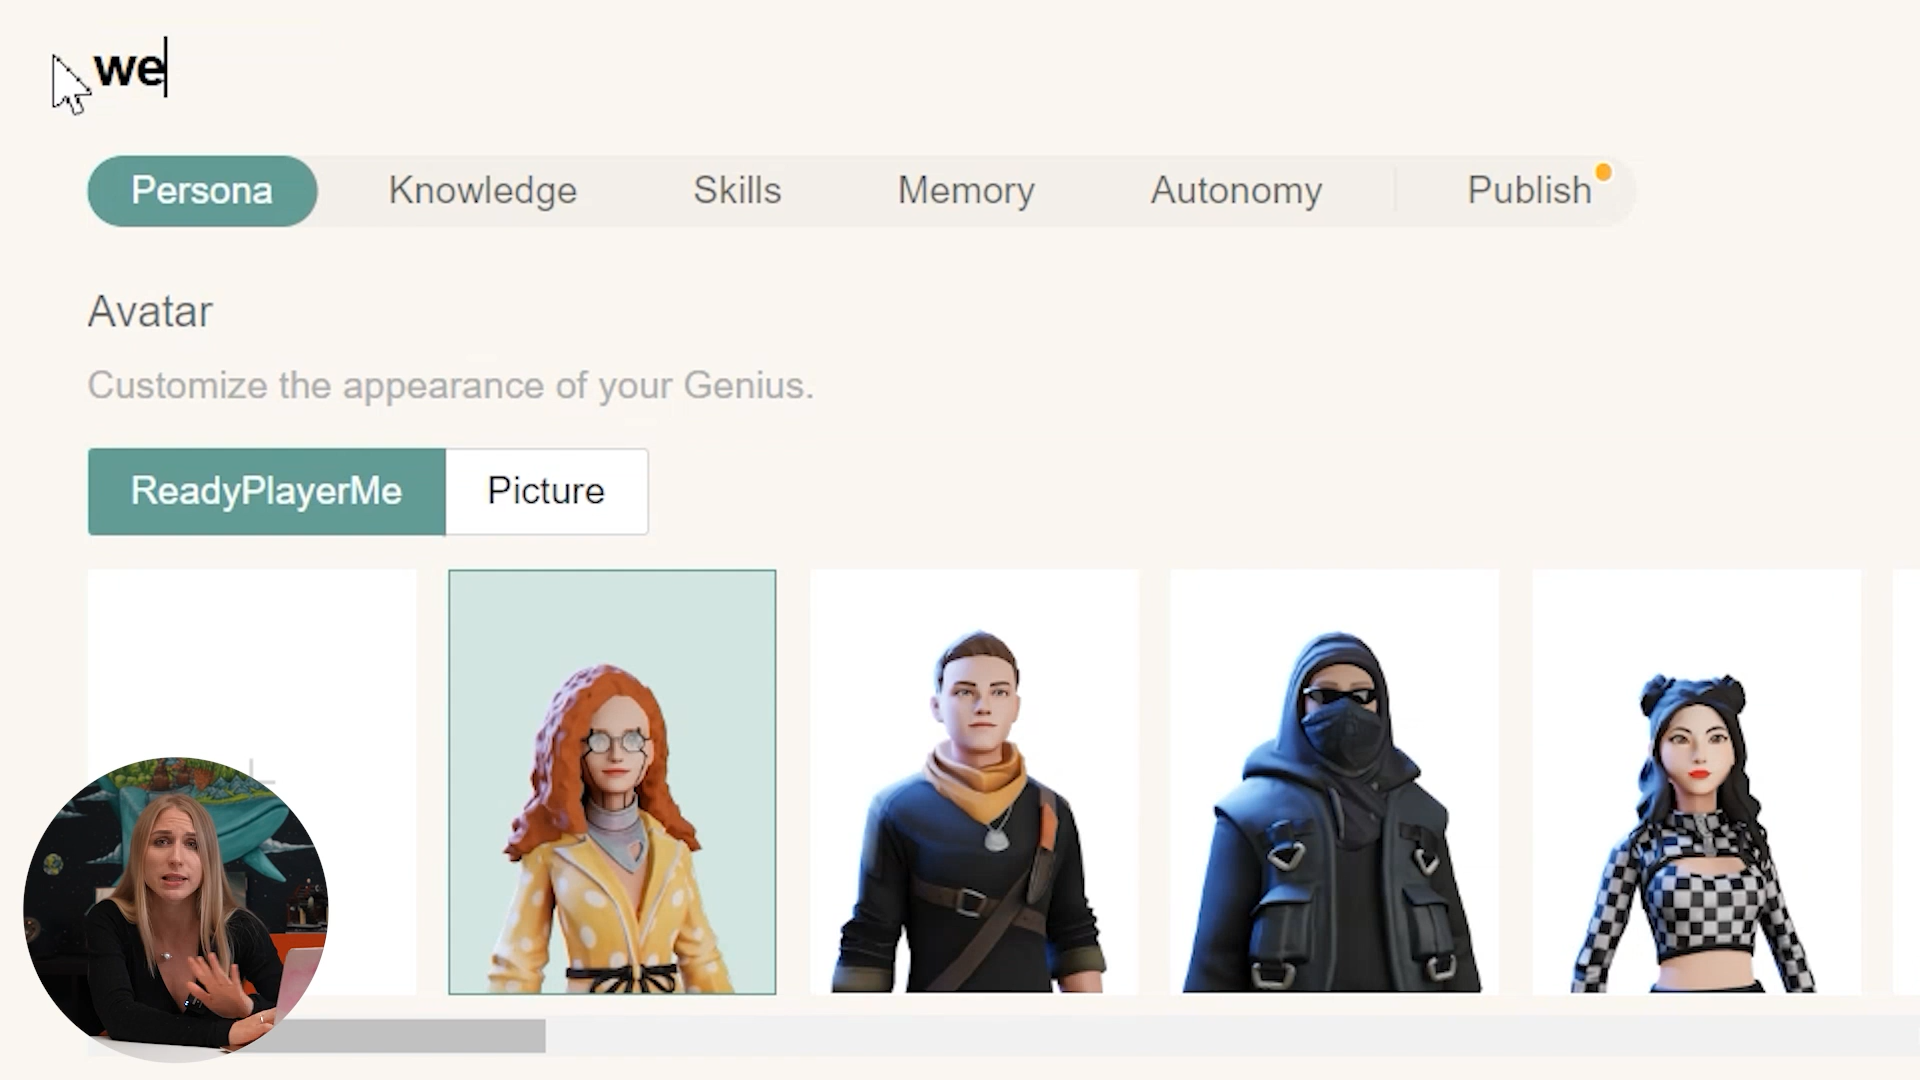 we
Persona Knowledge Skills Memory Autonomy Publish
Avatar
Customize the appearance of your Genius.
ReadyPlayerMe Picture